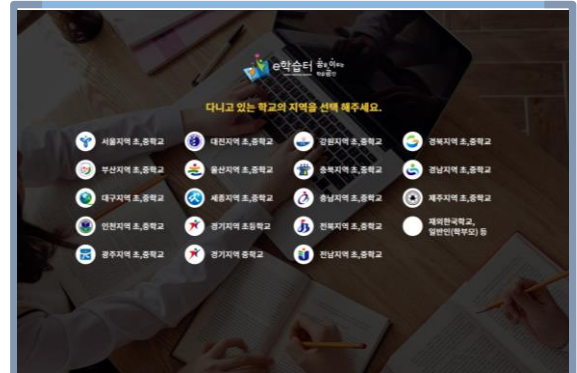 e학습터 꿈을이루는
학습공간
다니고 있는 학교의 지역을 선택 해주세요.
서울지역 초,중학교
대전지역 초,중학교
강원지역 초,중학교
경북지역 초,중학교
부산지역 초,중학교
울산지역 초,중학교
충북지역 초,중학교
경남지역 초,중학교
대구지역 초,중학교
세종지역 초,중학교
충남지역 초,중학교
제주지역 초,중학교
인천지역 초,중학교
경기지역 초등학교
전북지역 초,중학교
재외한국학교,
일반인(학부모) 등
광주지역 초,중학교
경기지역 중학교
전남지역 초,중학교